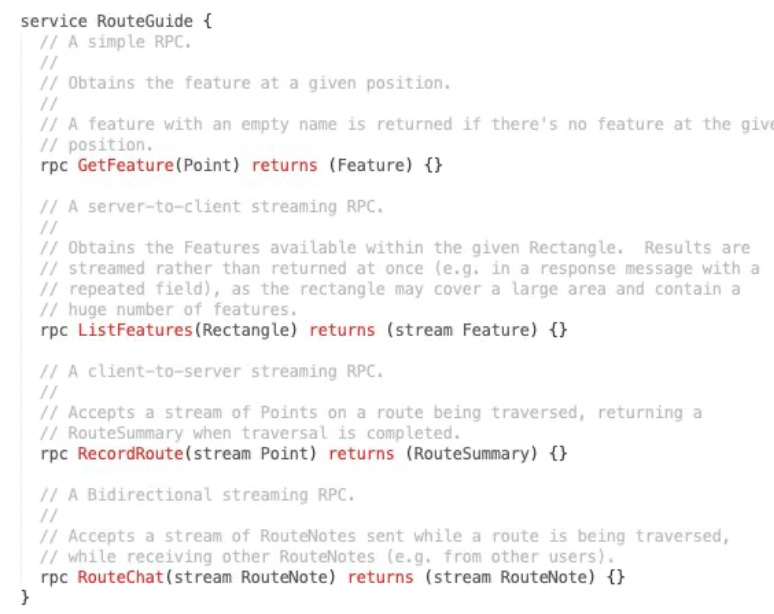 service RouteGuide {
// A simple RPC.
//
// Obtains the feature at a given position.
//
// A feature with an empty name is returned if there's no feature at the give
// position.
rpc GetFeature(Point) returns (Feature) {}
// A server-to-client streaming RPC.
//
// Obtains the Features available within the given Rectangle.  Results are
// streamed rather than returned at once (e.g. in a response message with a
// repeated field), as the rectangle may cover a large area and contain a
// huge number of features.
rpc ListFeatures(Rectangle) returns (stream Feature) {}
// A client-to-server streaming RPC.
//
// Accepts a stream of Points on a route being traversed, returning a
// RouteSummary when traversal is completed.
rpc RecordRoute(stream Point) returns (RouteSummary) {}
// A Bidirectional streaming RPC.
//
// Accepts a stream of RouteNotes sent while a route is being traversed,
// while receiving other RouteNotes (e.g. from other users).
rpc RouteChat(stream RouteNote) returns (stream RouteNote) {}
}